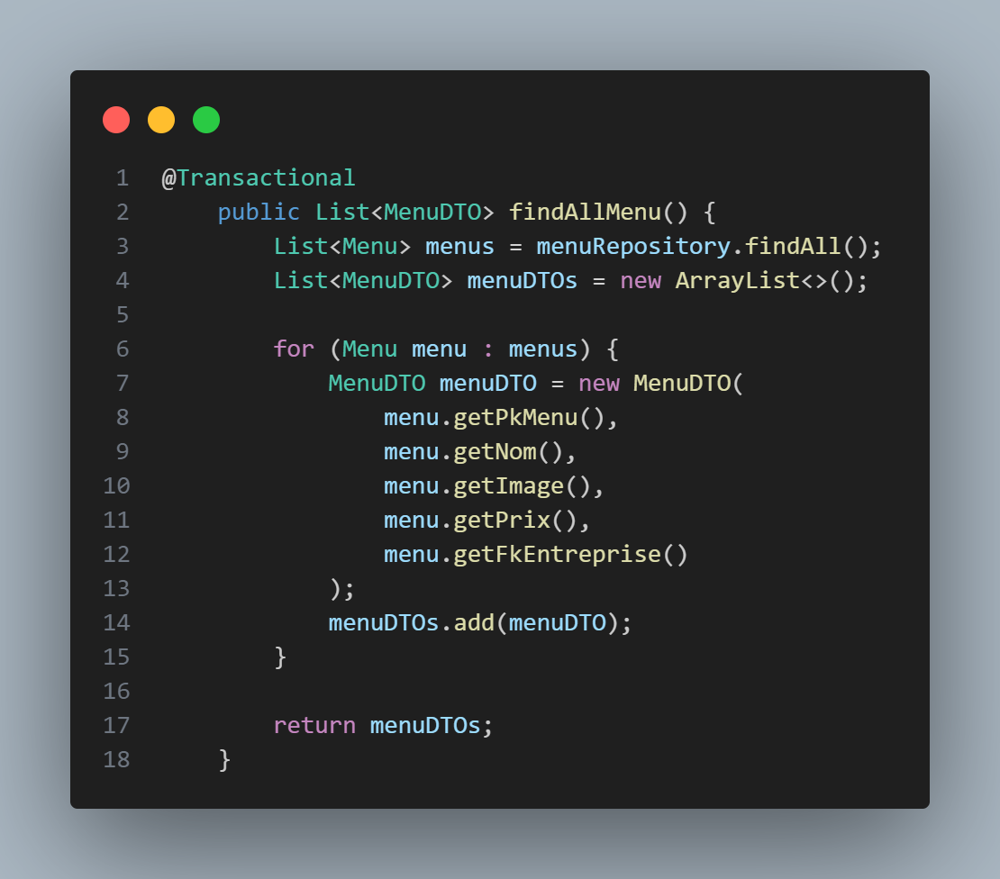 1 @Transactional
2     public List<MenuDTO> findAllMenu() {
3         List<Menu> menus = menuRepository.findAll();
4         List<MenuDTO> menuDTOs = new ArrayList<>();
5
6         for (Menu menu : menus) {
7             MenuDTO menuDTO = new MenuDTO(
8                 menu.getPkMenu(),
9                 menu.getNom(),
10                 menu.getImage(),
11                 menu.getPrix(),
12                 menu.getFkEntreprise()
13             );
14             menuDTOs.add(menuDTO);
15         }
16
17         return menuDTOs;
18     }